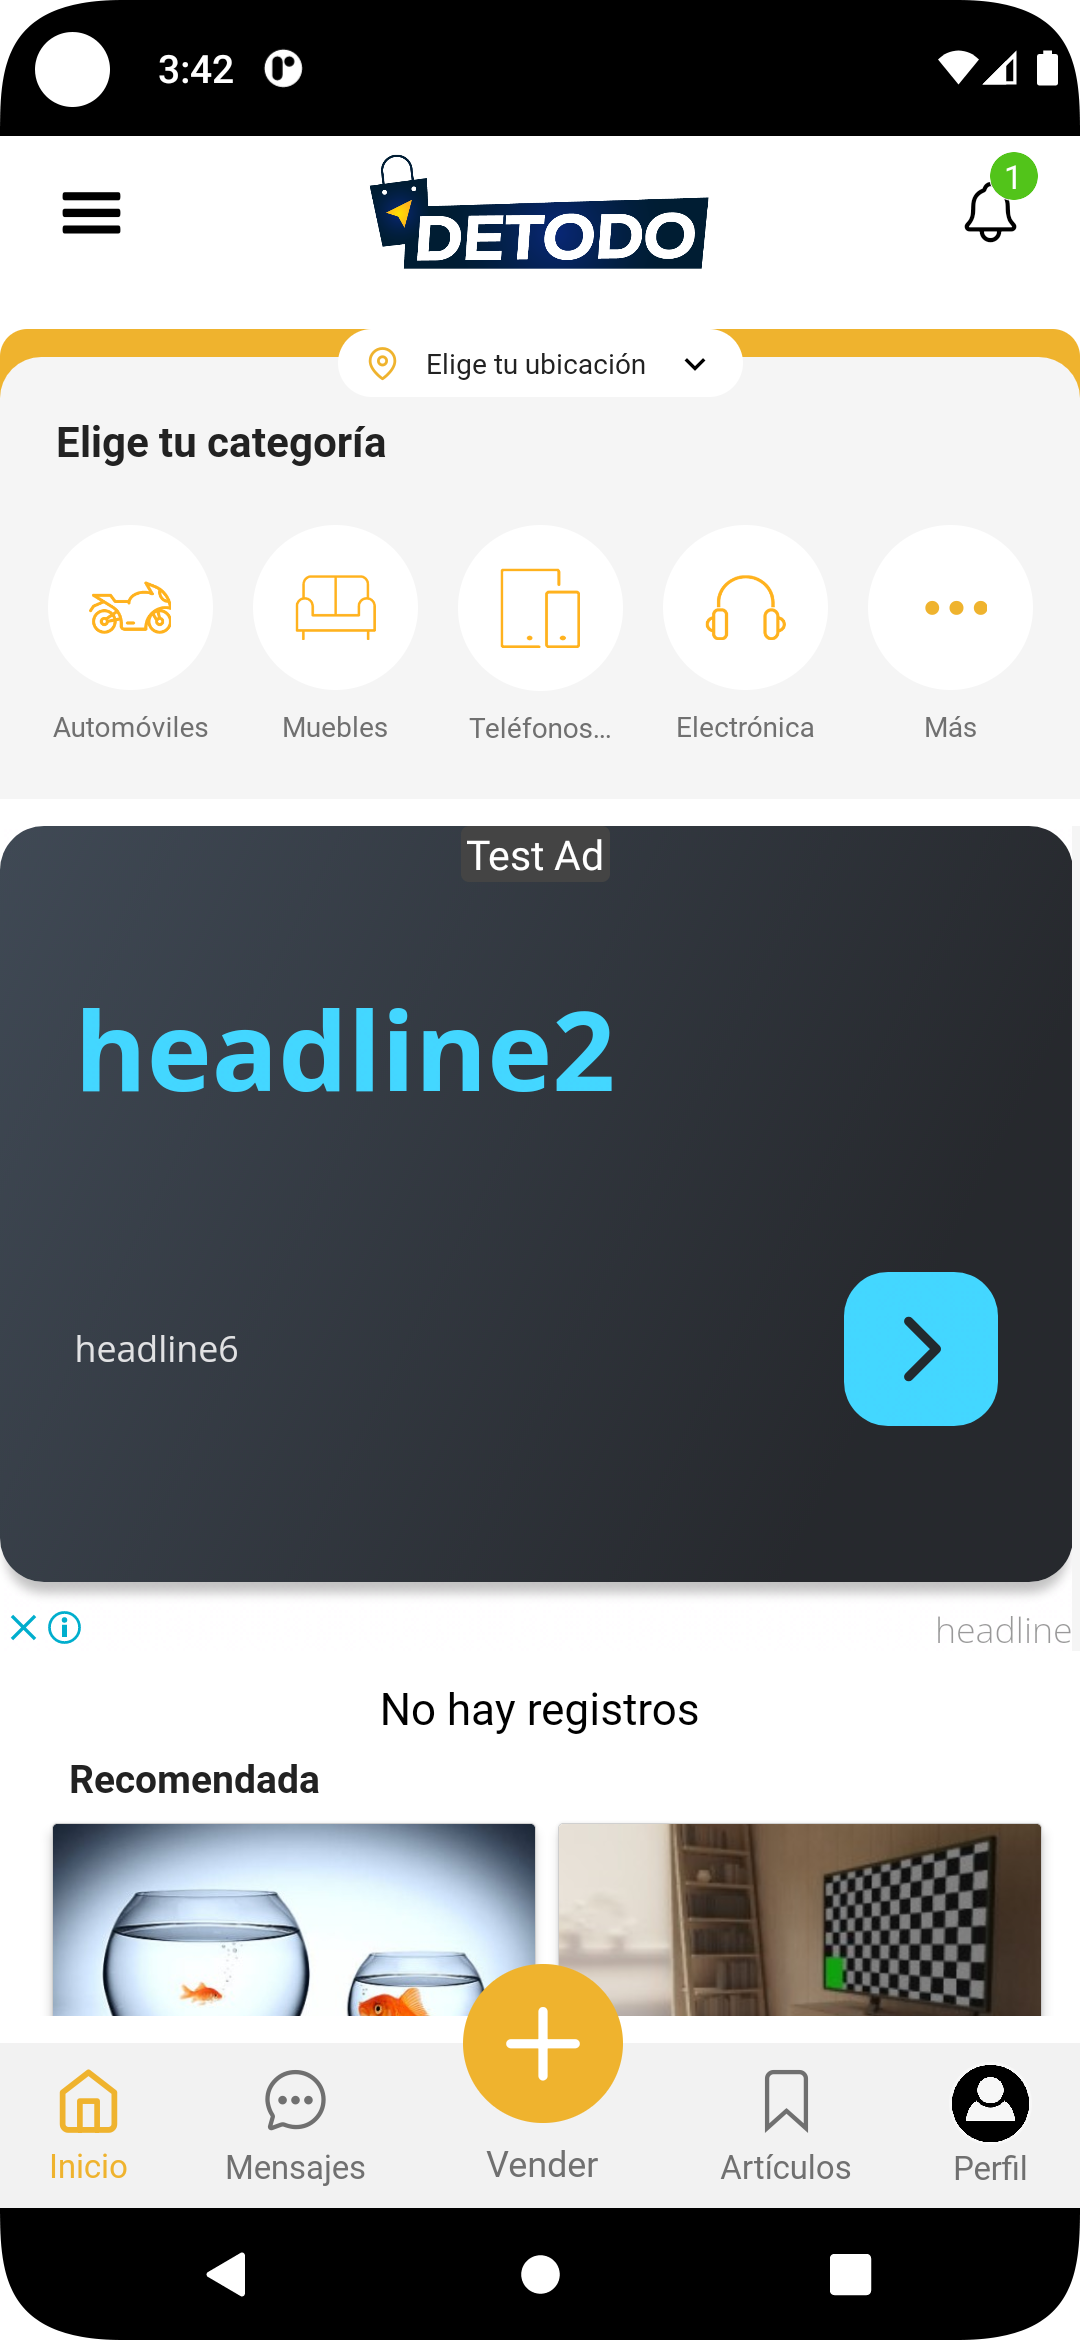 3:42
DETODO
1
Elige tu ubicación
Elige tu categoría
Automóviles
Muebles
Teléfonos...
Electrónica
Más
Test Ad
headline2
headline6
headline
No hay registros
Recomendada
Inicio
Mensajes
Vender
Artículos
Perfil